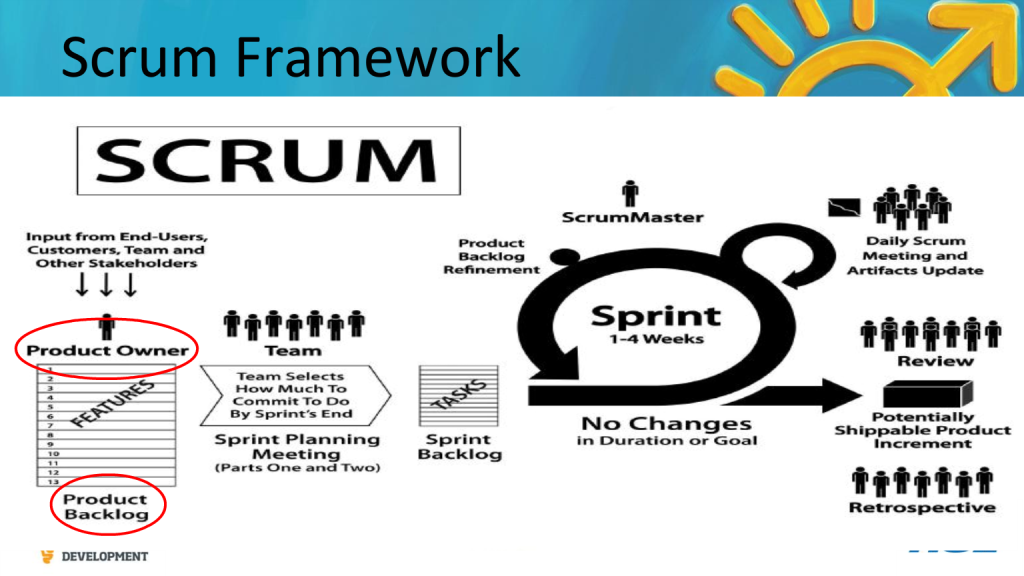 Scrum Framework
SCRUM
Input from End-Users,
Customers, Team and
Other Stakeholders
Product Owner
1
2
3
4
5
6
7
8
9
10
11
12
13
FEATURES
Product
Backlog
Team
Team Selects
How Much To
Commit To Do
By Sprint's End
Sprint Planning
Meeting
(Parts One and Two)
TASKS
Sprint
Backlog
ScrumMaster
Product
Backlog
Refinement
Sprint
1-4 Weeks
No Changes
in Duration or Goal
Daily Scrum
Meeting and
Artifacts Update
Review
Potentially
Shippable Product
Increment
Retrospective
DEVELOPMENT